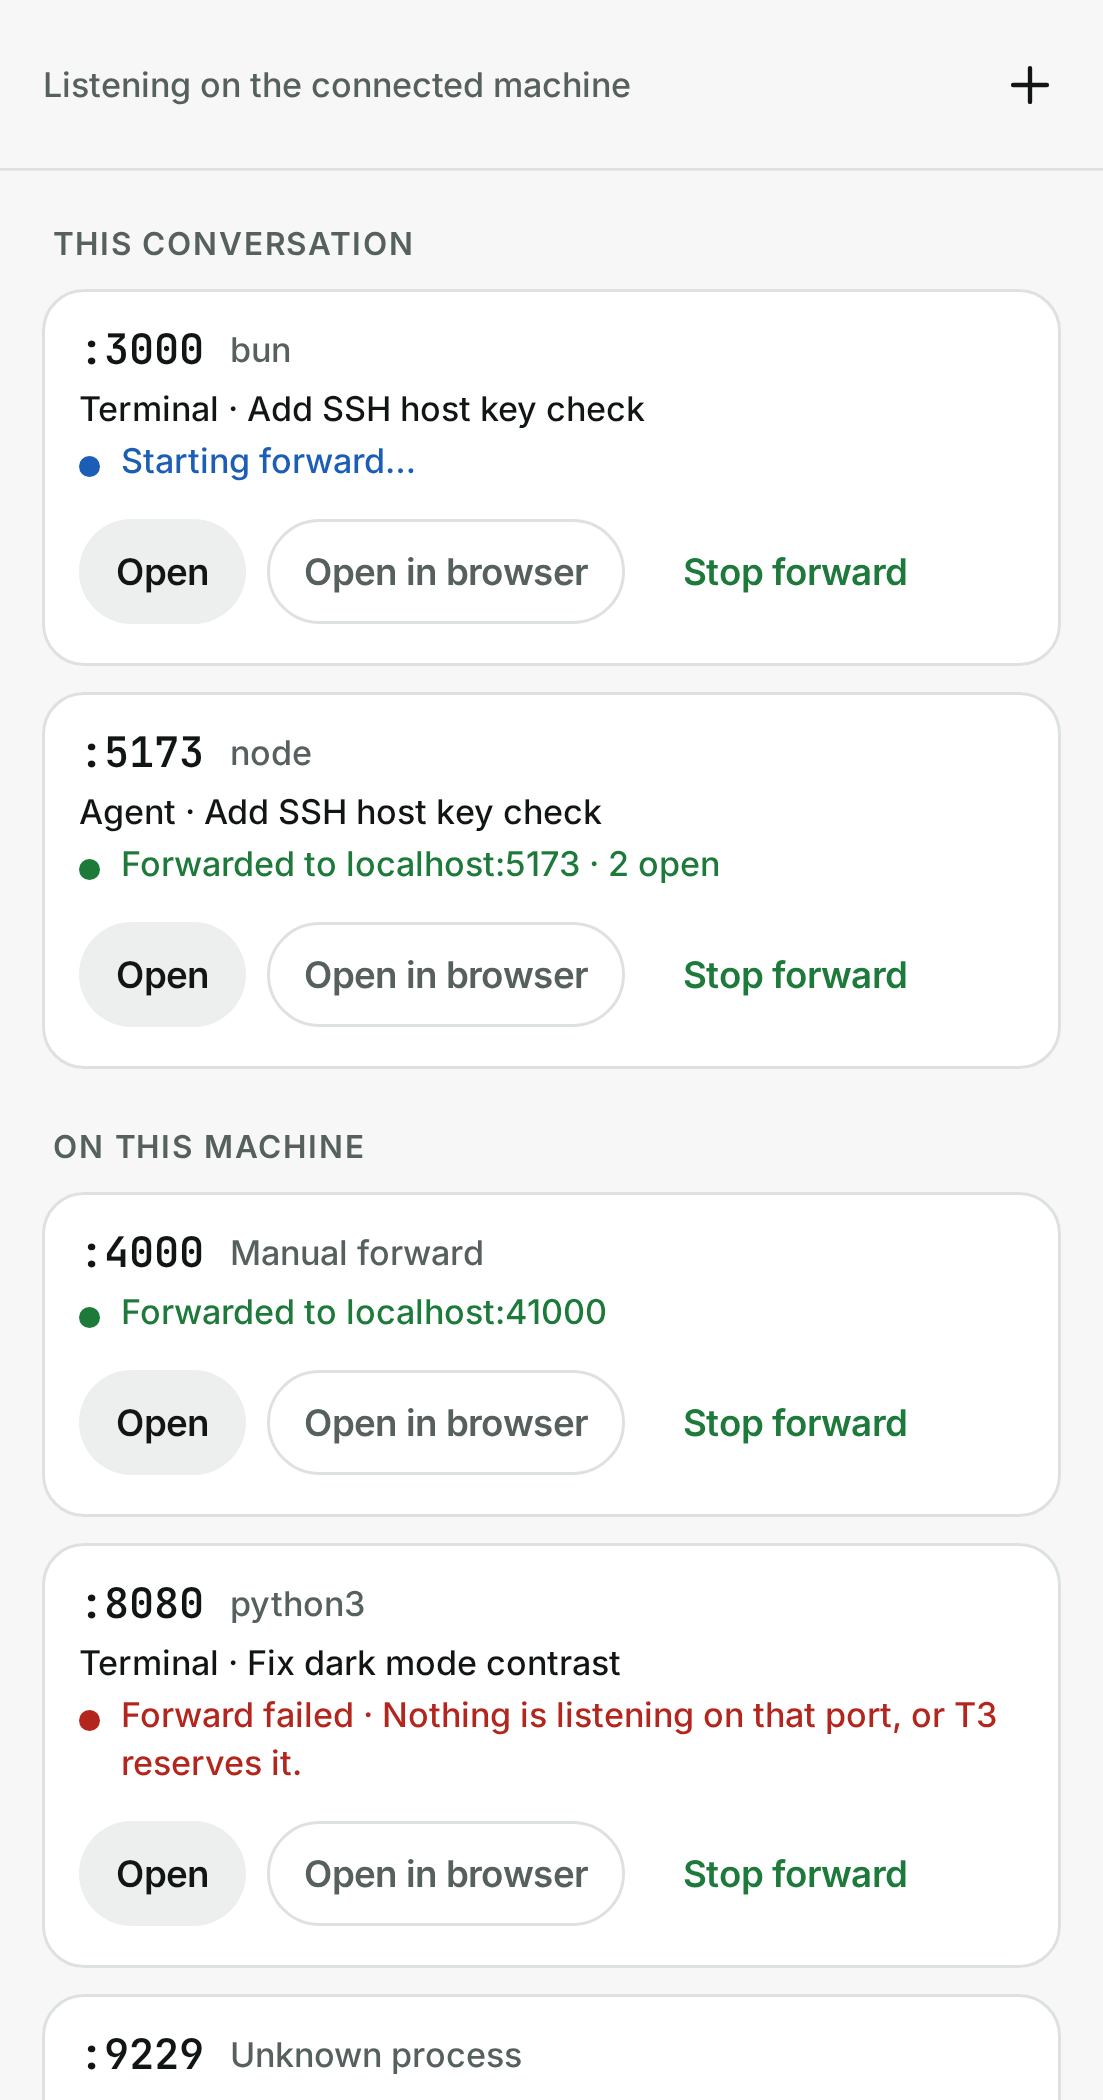 Listening on the connected machine
THIS CONVERSATION
:3000 bun
Terminal · Add SSH host key check
Starting forward...
Open Open in browser Stop forward
:5173 node
Agent · Add SSH host key check
Forwarded to localhost:5173 · 2 open
Open Open in browser Stop forward
ON THIS MACHINE
:4000 Manual forward
Forwarded to localhost:41000
Open Open in browser Stop forward
:8080 python3
Terminal · Fix dark mode contrast
Forward failed · Nothing is listening on that port, or T3
reserves it.
Open Open in browser Stop forward
:9229 Unknown process